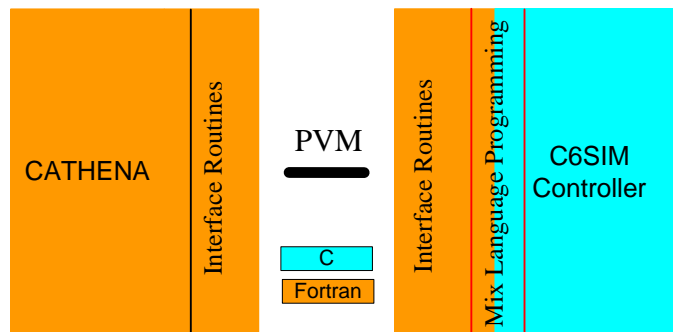 CATHENA
Interface Routines
PVM
C
Fortran
Interface Routines
Mix Language Programming
C6SIM
Controller